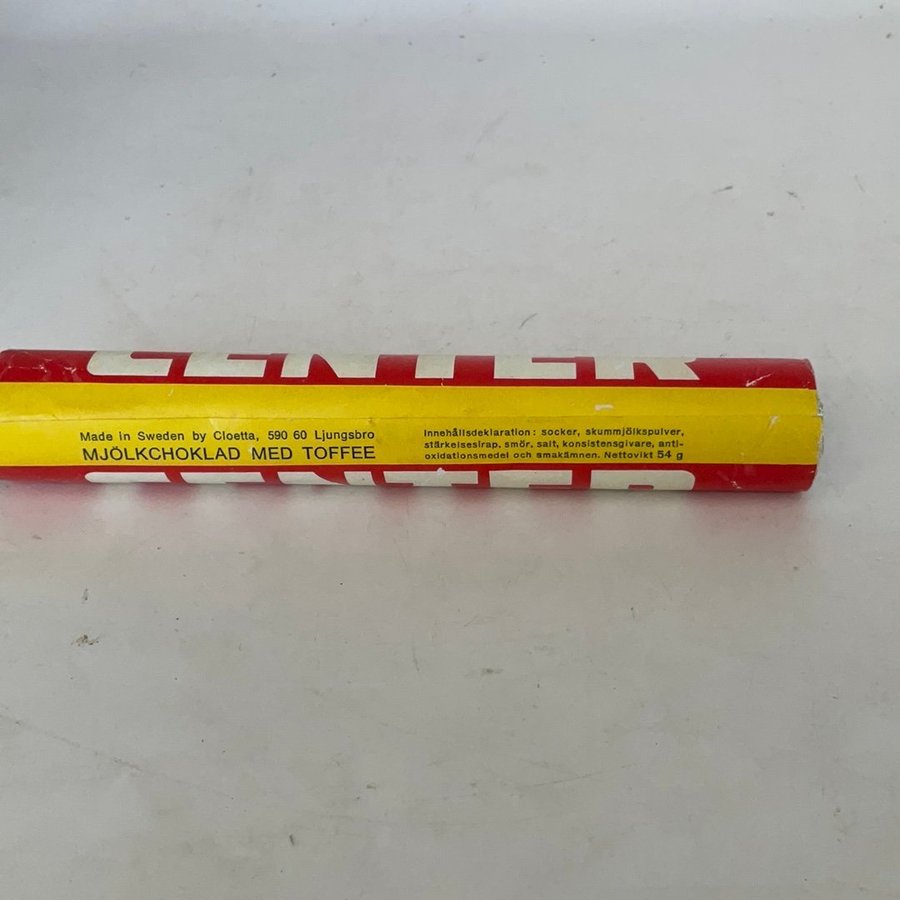 CENTER
Made in Sweden by Cloetta, 590 60 Ljungsbro
MJÖLKCHOKLAD MED TOFFEE
Innehållsdeklaration: socker, skummjölkspulver,
stärkelsesirap, smör, salt, konsistensgivare, anti-
oxidationsmedel och smakämnen. Nettovikt 54 g
CENTER